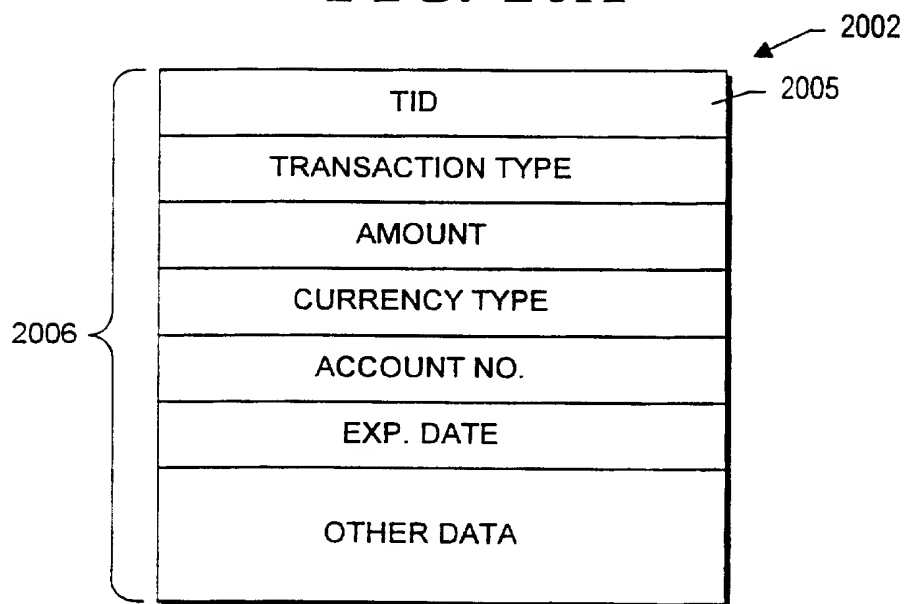 2002
TID
2005
TRANSACTION TYPE
AMOUNT
CURRENCY TYPE
2006
ACCOUNT NO.
EXP. DATE
OTHER DATA